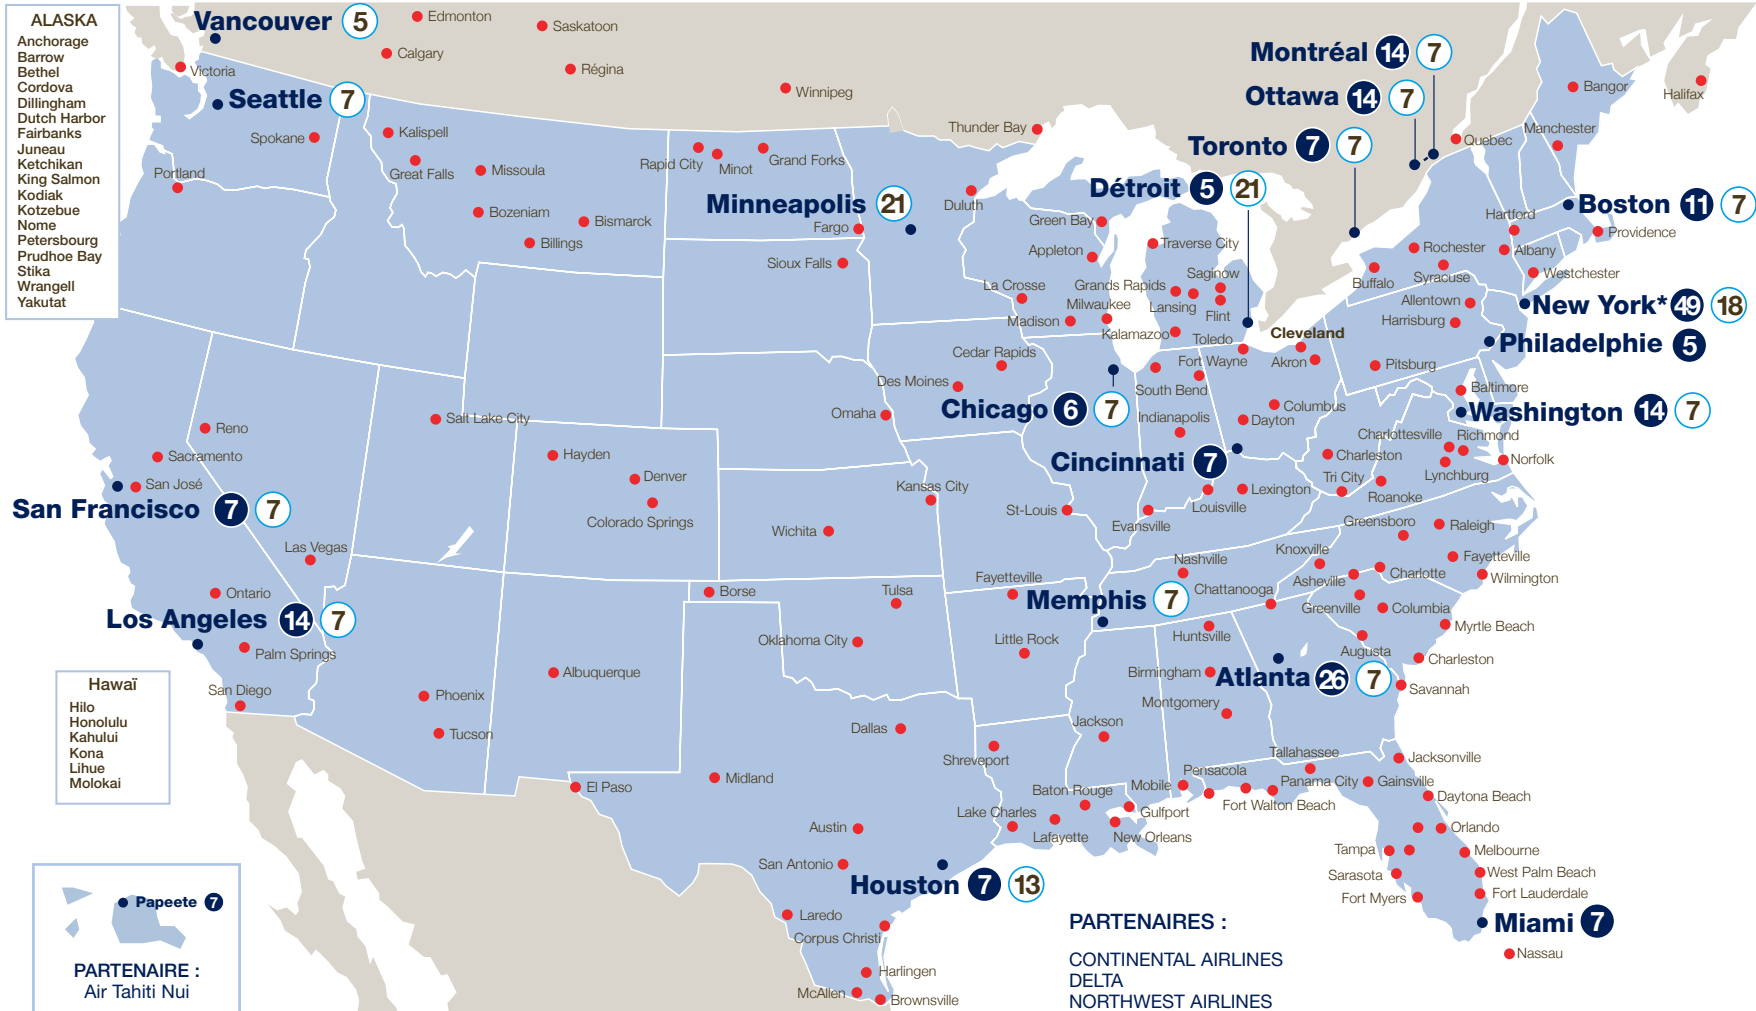 ALASKA
Anchorage
Barrow
Bethel
Cordova
Dillingham
Dutch Harbor
Fairbanks
Juneau
Ketchikan
King Salmon
Kodiak
Kotzebue
Nome
Petersbourg
Prudhoe Bay
Stika
Wrangell
Yakutat
Vancouver 5
Edmonton
Saskatoon
Calgary
Régina
Victoria
Winnipeg
Seattle 7
Spokane
Portland
Kalispell
Great Falls
Missoula
Bozeniam
Billings
Bismarck
Rapid City
Minot
Grand Forks
Thunder Bay
Minneapolis 21
Fargo
Duluth
Sioux Falls
Montréal 14 7
Ottawa 14 7
Toronto 7 7
Détroit 5 21
Quebec
Manchester
Bangor
Halifax
Boston 11 7
Hartford
Providence
Albany
Westchester
Rochester
Syracuse
Buffalo
Allentown
Harrisburg
New York* 49 18
Philadelphie 5
Pitsburg
Baltimore
Washington 14 7
Green Bay
Appleton
La Crosse
Madison
Milwaukee
Traverse City
Saginow
Grands Rapids
Lansing
Flint
Kalamazoo
Toledo
Cleveland
Akron
Fort Wayne
South Bend
Cedar Rapids
Des Moines
Omaha
Chicago 6 7
Indianapolis
Columbus
Dayton
Cincinnati 7
Charlottesville
Richmond
Charleston
Lynchburg
Norfolk
Tri City
Roanoke
Lexington
Louisville
Evansville
St-Louis
Kansas City
Wichita
Reno
Sacramento
San José
San Francisco 7 7
Salt Lake City
Hayden
Denver
Colorado Springs
Las Vegas
Ontario
Los Angeles 14 7
Palm Springs
San Diego
Phoenix
Tucson
Albuquerque
El Paso
Borse
Tulsa
Oklahoma City
Fayetteville
Little Rock
Memphis 7
Nashville
Chattanooga
Knoxville
Greensboro
Raleigh
Fayetteville
Asheville
Charlotte
Wilmington
Greenville
Columbia
Myrtle Beach
Huntsville
Augusta
Charleston
Birmingham
Atlanta 26 7
Savannah
Montgomery
Jackson
Dallas
Shreveport
Midland
Austin
San Antonio
Houston 7 13
Laredo
Corpus Christi
Harlingen
McAllen
Brownsville
Lake Charles
Lafayette
Baton Rouge
New Orleans
Gulfport
Mobile
Pensacola
Fort Walton Beach
Panama City
Tallahassee
Jacksonville
Gainsville
Daytona Beach
Orlando
Tampa
Melbourne
Sarasota
West Palm Beach
Fort Myers
Fort Lauderdale
Miami 7
Nassau
Hawaï
Hilo
Honolulu
Kahului
Kona
Lihue
Molokai
Papeete 7
PARTENAIRE :
Air Tahiti Nui
PARTENAIRES :
CONTINENTAL AIRLINES
DELTA
NORTHWEST AIRLINES